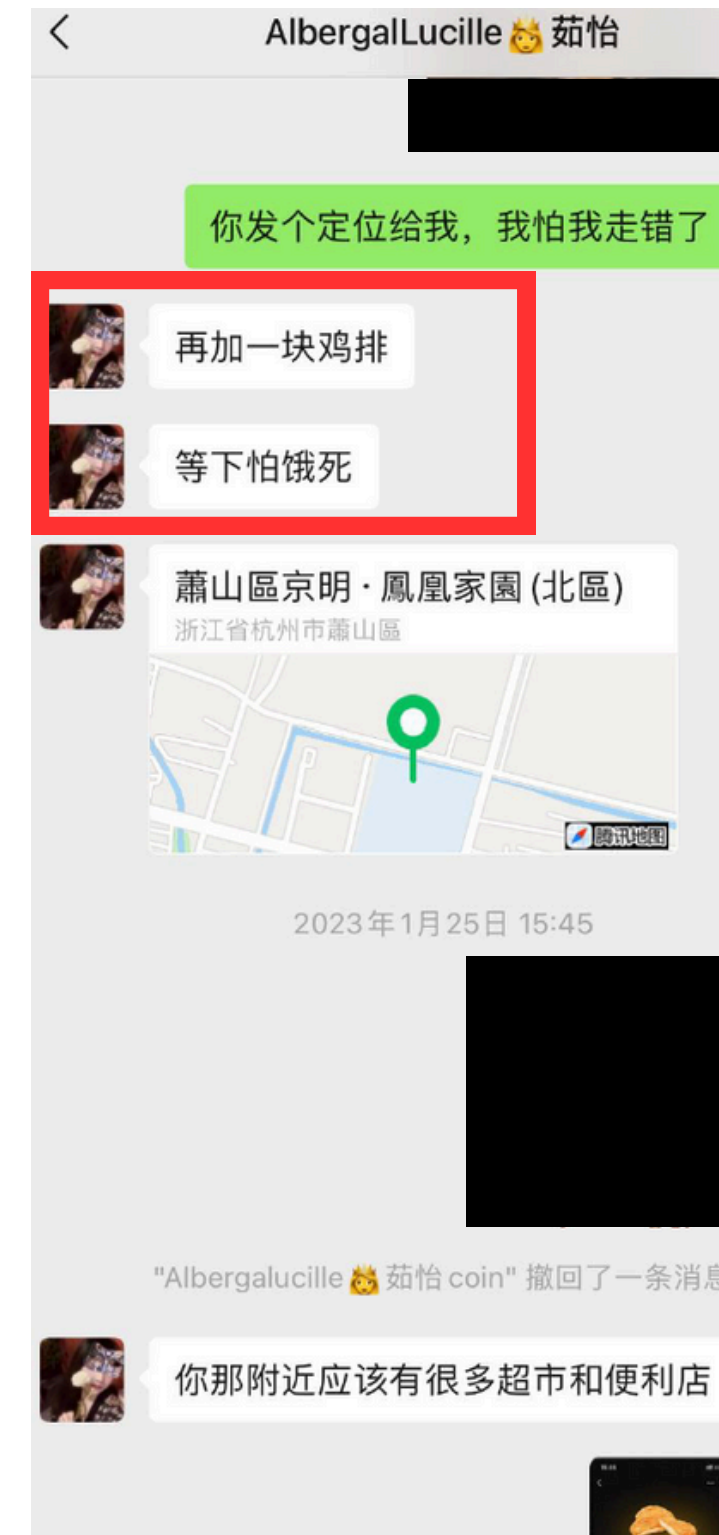 AlbergalLucille👸茹怡
你发个定位给我，我怕我走错了
再加一块鸡排
等下怕饿死
蕭山區京明·鳳凰家園(北區)
浙江省杭州市蕭山區
腾讯地图
2023年1月25日 15:45
"Albergalucille👸茹怡coin" 撤回了一条消息
你那附近应该有很多超市和便利店